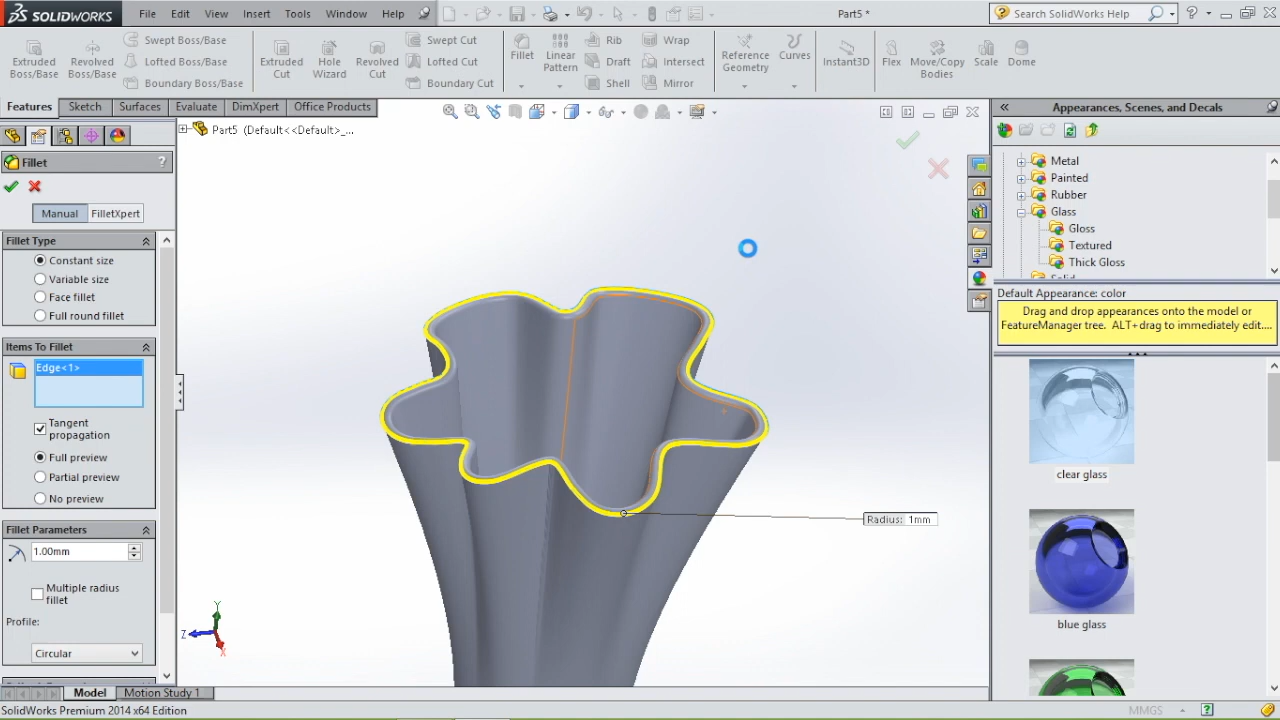 SOLIDWORKS File Edit View Insert Tools Window Help Part5 * Search SolidWorks Help
Extruded Boss/Base
Revolved Boss/Base
Swept Boss/Base
Lofted Boss/Base
Boundary Boss/Base
Extruded Cut
Hole Wizard
Revolved Cut
Swept Cut
Lofted Cut
Boundary Cut
Fillet
Linear Pattern
Rib
Draft
Shell
Wrap
Intersect
Mirror
Reference Geometry
Curves
Instant3D
Flex
Move/Copy Bodies
Scale
Dome
Features Sketch Surfaces Evaluate DimXpert Office Products
Part5 (Default<<Default>_...
Fillet ?
Manual FilletXpert
Fillet Type
Constant size
Variable size
Face fillet
Full round fillet
Items To Fillet
Edge<1>
Tangent
propagation
Full preview
Partial preview
No preview
Fillet Parameters
1.00mm
Multiple radius
fillet
Profile:
Circular
Radius: 1mm
Y
Z
X
Appearances, Scenes, and Decals
Metal
Painted
Rubber
Glass
Gloss
Textured
Thick Gloss
Default Appearance: color
Drag and drop appearances onto the model or
FeatureManager tree. ALT+drag to immediately edit....
clear glass
blue glass
Model Motion Study 1
SolidWorks Premium 2014 x64 Edition
MMGS